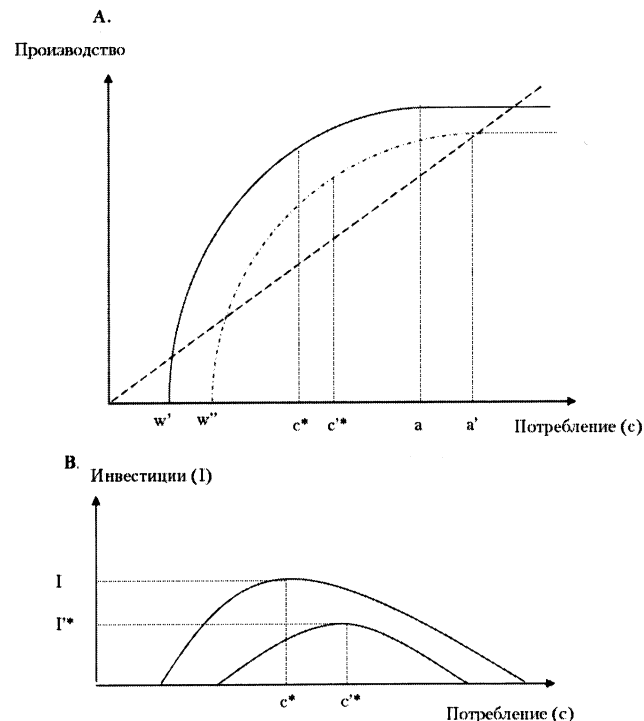 A.
Производство
w' w'' c* c'* a a' Потребление (c)
B. Инвестиции (I)
I
I'*
c* c'*
Потребление (c)